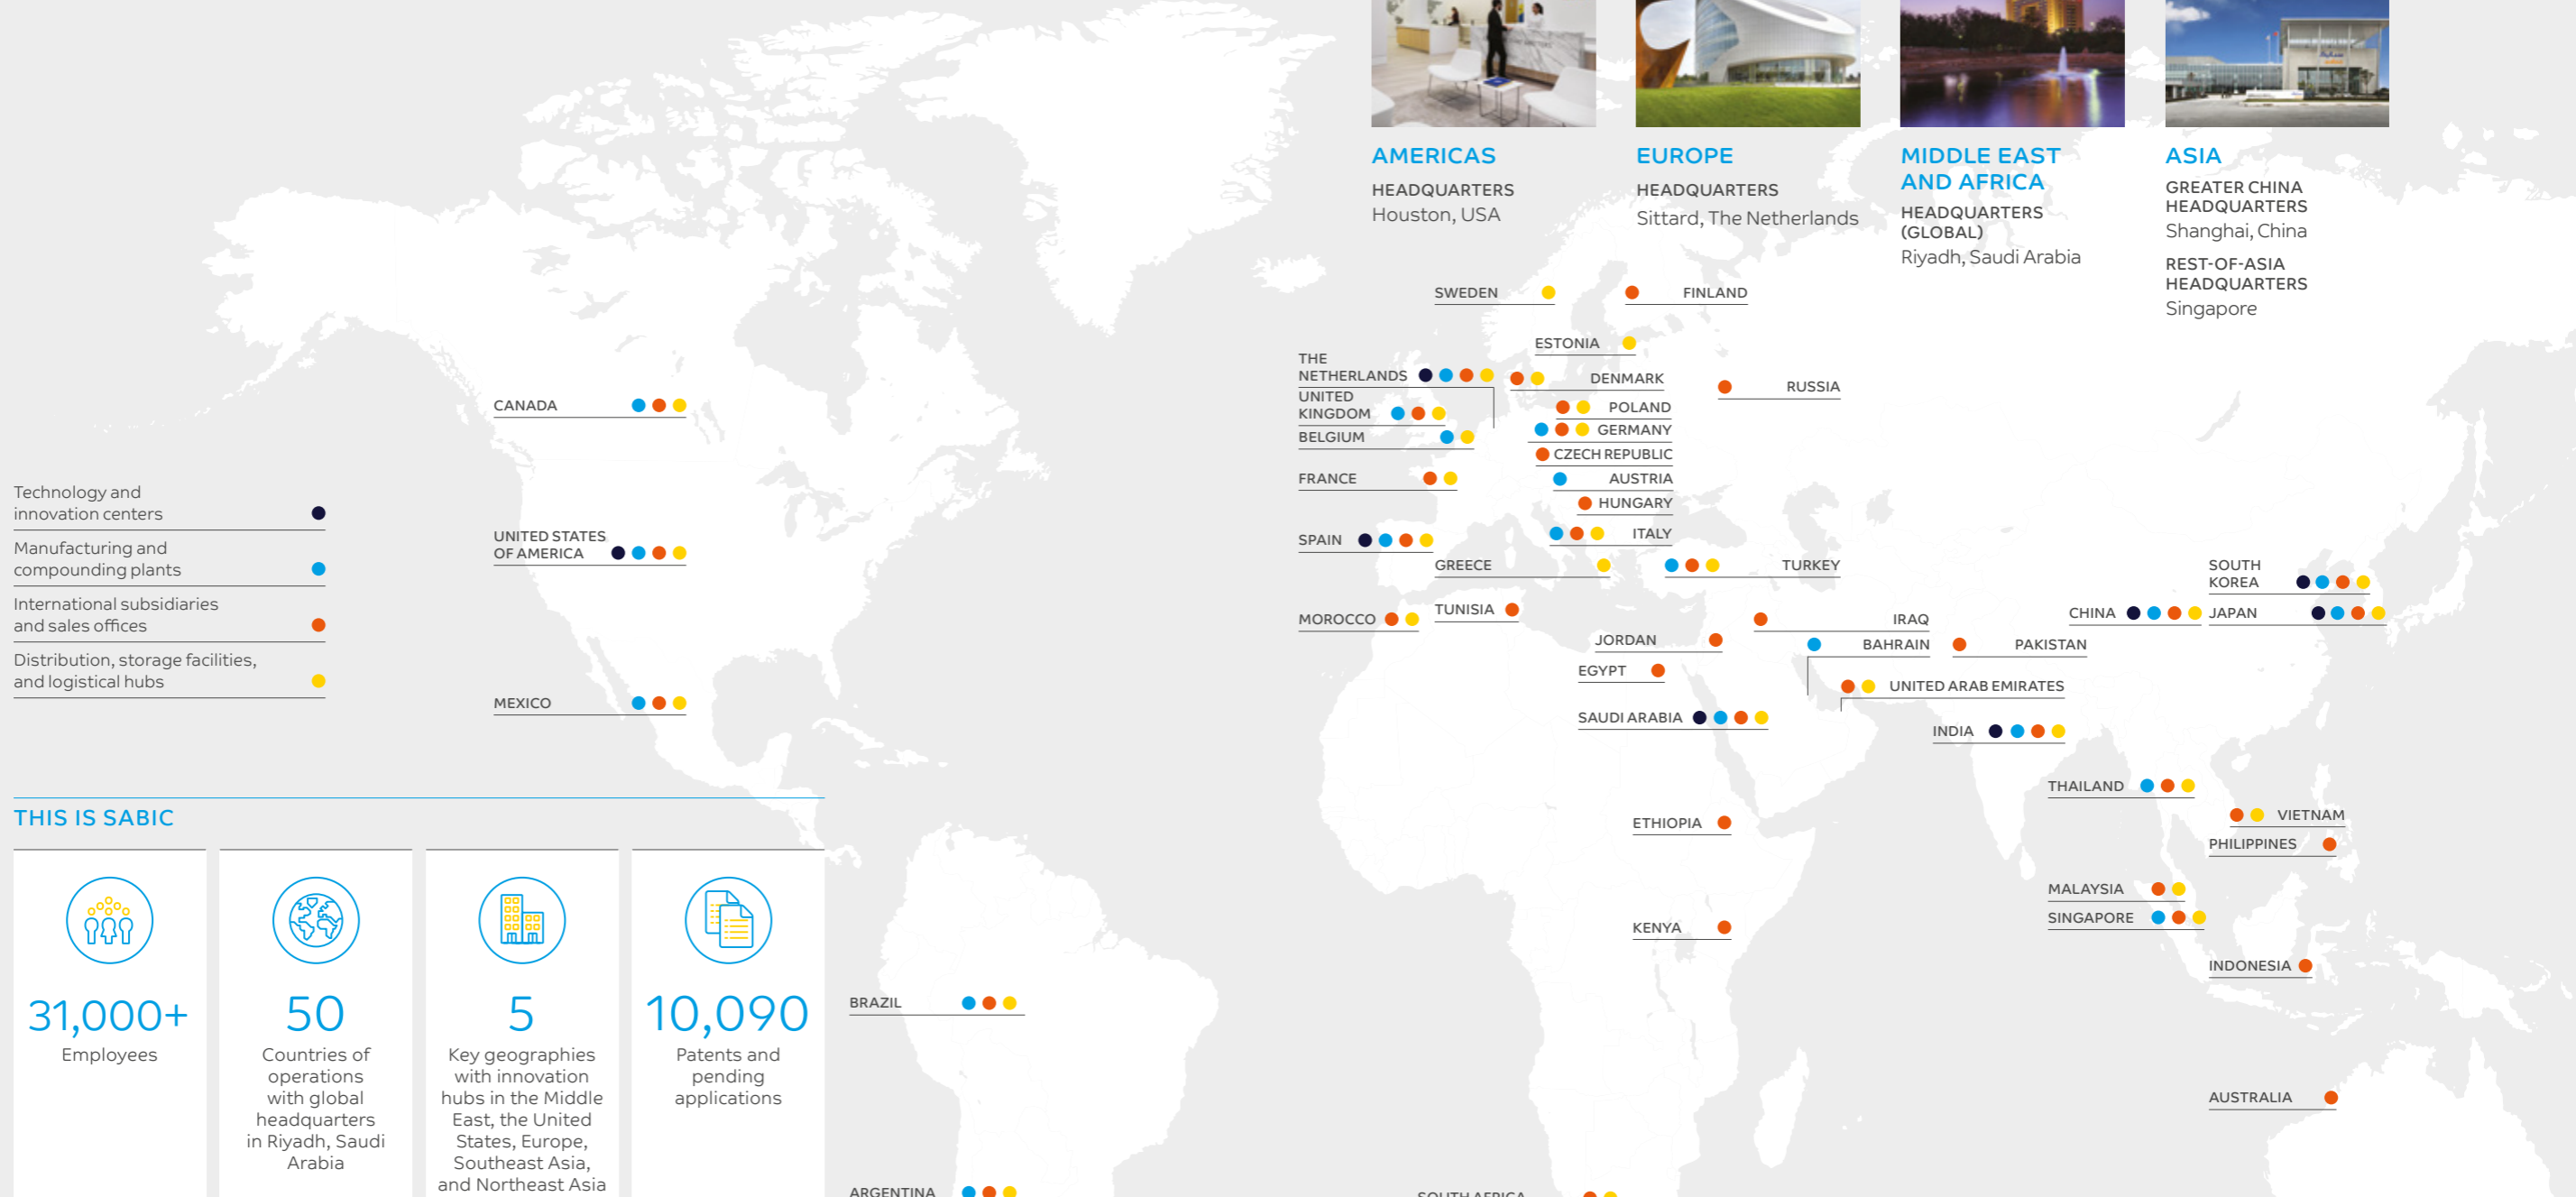 AMERICAS
HEADQUARTERS
Houston, USA
EUROPE
HEADQUARTERS
Sittard, The Netherlands
MIDDLE EAST
AND AFRICA
HEADQUARTERS
(GLOBAL)
Riyadh, Saudi Arabia
ASIA
GREATER CHINA
HEADQUARTERS
Shanghai, China
REST-OF-ASIA
HEADQUARTERS
Singapore
SWEDEN
FINLAND
ESTONIA
THE
NETHERLANDS
DENMARK
RUSSIA
UNITED
KINGDOM
POLAND
BELGIUM
GERMANY
CZECH REPUBLIC
FRANCE
AUSTRIA
HUNGARY
SPAIN
ITALY
GREECE
TURKEY
MOROCCO
TUNISIA
IRAQ
JORDAN
BAHRAIN
PAKISTAN
EGYPT
UNITED ARAB EMIRATES
SAUDI ARABIA
INDIA
SOUTH
KOREA
CHINA
JAPAN
THAILAND
VIETNAM
PHILIPPINES
MALAYSIA
SINGAPORE
INDONESIA
AUSTRALIA
ETHIOPIA
KENYA
SOUTH AFRICA
CANADA
UNITED STATES
OF AMERICA
MEXICO
BRAZIL
ARGENTINA
Technology and
innovation centers
Manufacturing and
compounding plants
International subsidiaries
and sales offices
Distribution, storage facilities,
and logistical hubs
THIS IS SABIC
31,000+
Employees
50
Countries of
operations
with global
headquarters
in Riyadh, Saudi
Arabia
5
Key geographies
with innovation
hubs in the Middle
East, the United
States, Europe,
Southeast Asia,
and Northeast Asia
10,090
Patents and
pending
applications